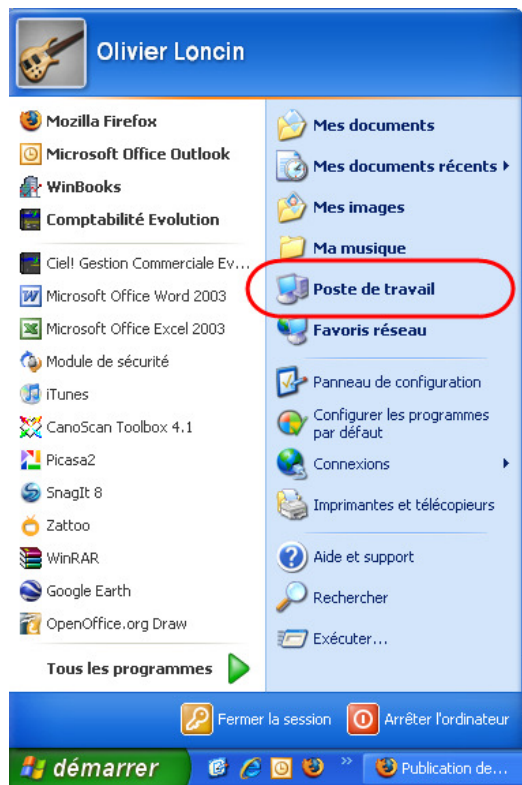 Olivier Loncin
Mozilla Firefox
Microsoft Office Outlook
WinBooks
Comptabilité Evolution
Ciel! Gestion Commerciale Ev...
Microsoft Office Word 2003
Microsoft Office Excel 2003
Module de sécurité
iTunes
CanoScan Toolbox 4.1
Picasa2
SnagIt 8
Zattoo
WinRAR
Google Earth
OpenOffice.org Draw
Tous les programmes
Mes documents
Mes documents récents
Mes images
Ma musique
Poste de travail
Favoris réseau
Panneau de configuration
Configurer les programmes
par défaut
Connexions
Imprimantes et télécopieurs
Aide et support
Rechercher
Exécuter...
Fermer la session
Arrêter l'ordinateur
démarrer
Publication de...